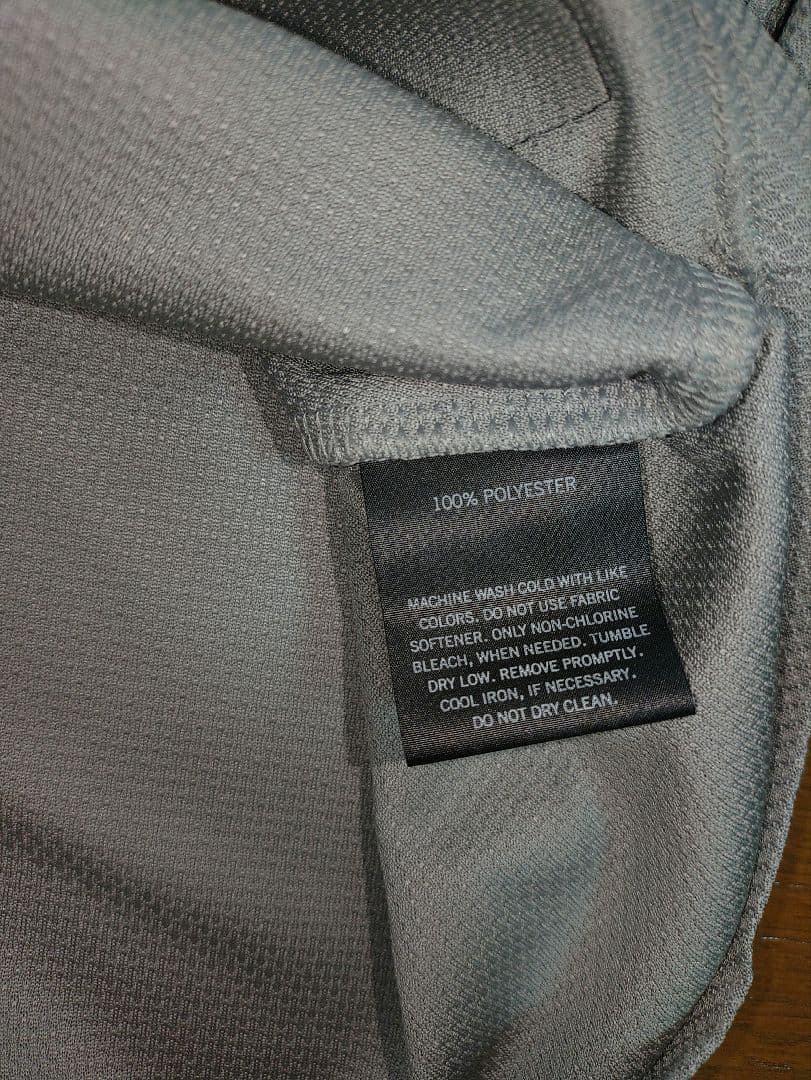 100% POLYESTER
MACHINE WASH COLD WITH LIKE
COLORS. DO NOT USE FABRIC
SOFTENER. ONLY NON-CHLORINE
BLEACH, WHEN NEEDED. TUMBLE
DRY LOW. REMOVE PROMPTLY.
COOL IRON, IF NECESSARY.
DO NOT DRY CLEAN.